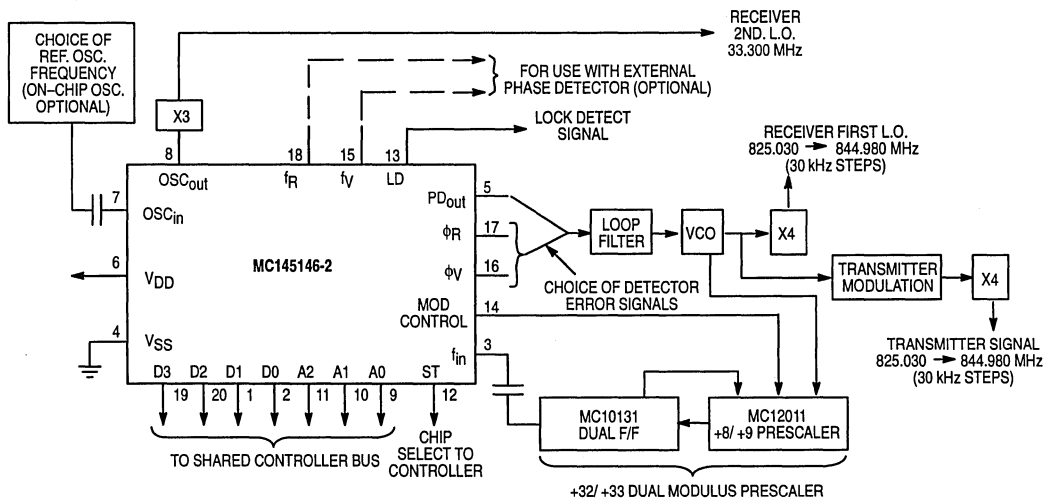 CHOICE OF
REF. OSC.
FREQUENCY
(ON–CHIP OSC.
OPTIONAL)
RECEIVER
2ND. L.O.
33.300 MHz
X3
FOR USE WITH EXTERNAL
PHASE DETECTOR (OPTIONAL)
LOCK DETECT
SIGNAL
RECEIVER FIRST L.O.
825.030 → 844.980 MHz
(30 kHz STEPS)
8
18
15
13
OSCout
fR
fV
LD
7
OSCin
PDout
5
ϕR
17
ϕV
16
LOOP
FILTER
VCO
X4
MC145146-2
6
VDD
CHOICE OF DETECTOR
ERROR SIGNALS
TRANSMITTER
MODULATION
X4
MOD
CONTROL
14
4
VSS
fin
3
TRANSMITTER SIGNAL
825.030 → 844.980 MHz
(30 kHz STEPS)
D3 D2 D1 D0 A2 A1 A0 ST
19 20 1 2 11 10 9 12
MC10131
DUAL F/F
MC12011
+8/ +9 PRESCALER
TO SHARED CONTROLLER BUS
CHIP
SELECT TO
CONTROLLER
+32/ +33 DUAL MODULUS PRESCALER